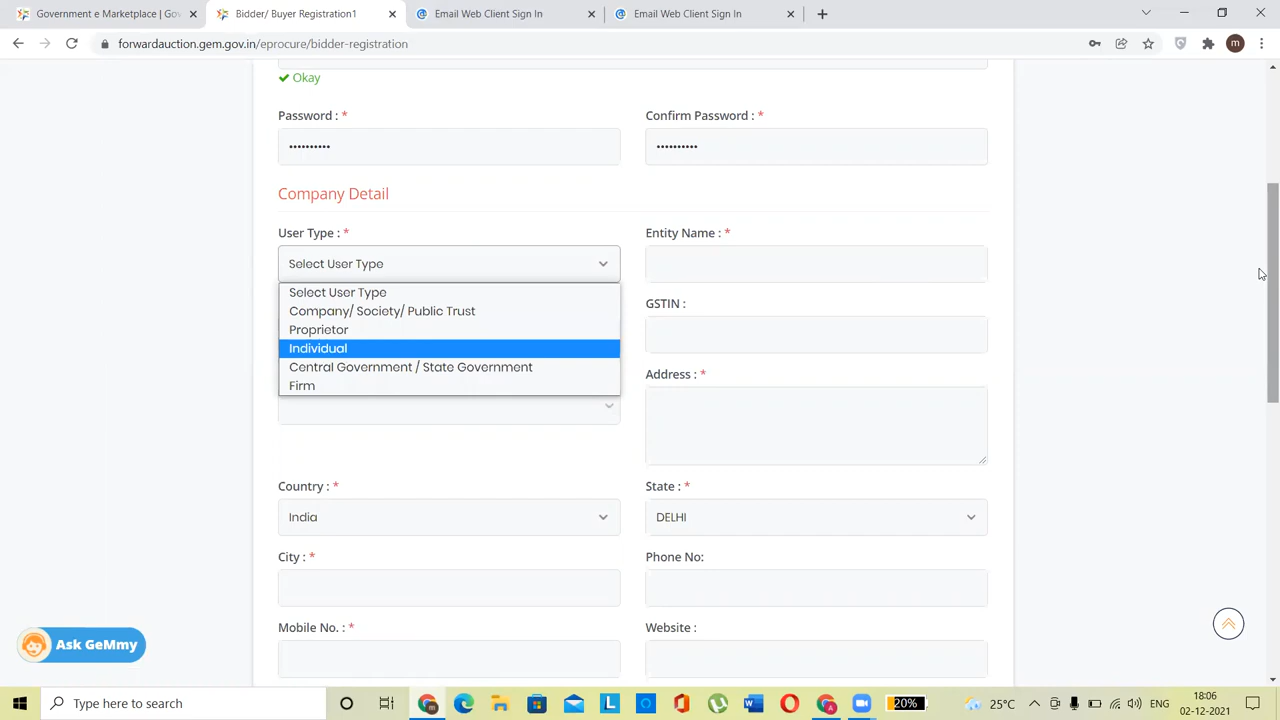 Government e Marketplace | Gov
Bidder/ Buyer Registration1
Email Web Client Sign In
Email Web Client Sign In
forwardauction.gem.gov.in/eprocure/bidder-registration
m
Okay
Password : *
Confirm Password : *
••••••••••
••••••••••
Company Detail
User Type : *
Entity Name : *
Select User Type
Select User Type
Company/ Society/ Public Trust
Proprietor
Individual
Central Government / State Government
Firm
GSTIN :
Address : *
Country : *
State : *
India
DELHI
City : *
Phone No:
Mobile No. : *
Website :
Ask GeMmy
Type here to search
20%
25°C
ENG
18:06
02-12-2021